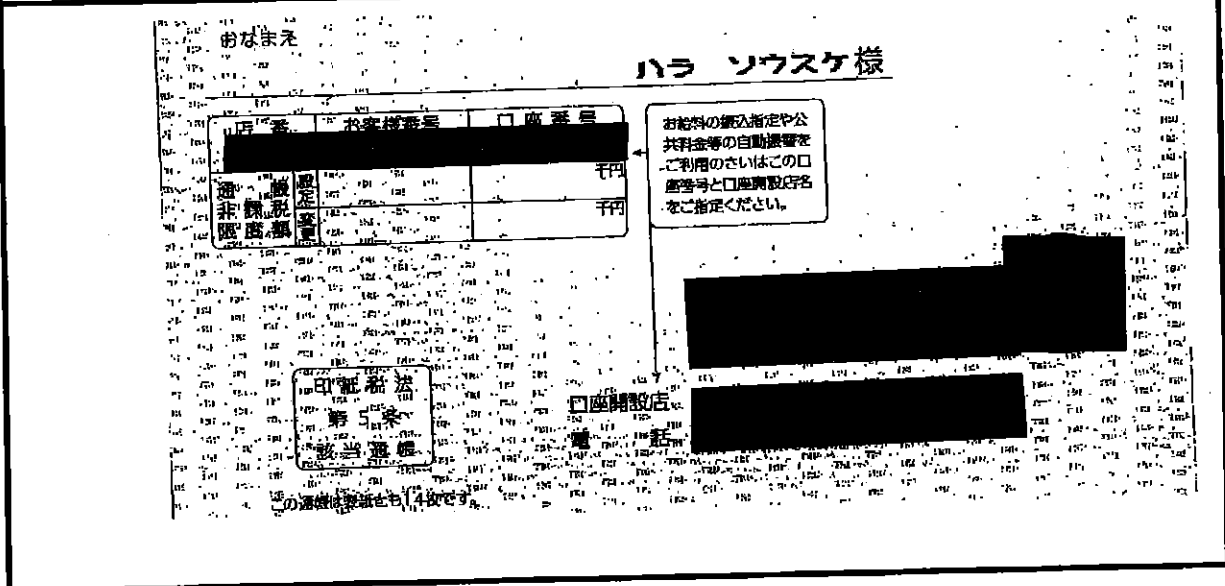 おなまえ
ハラ ソウスケ様
店番 お客様番号 口座番号
お給料の振込指定や公
共料金等の自動振替を
ご利用のさいはこの口
座番号と口座開設店名
をご指定ください。
通帳 設定 千円
非課税
限度額 変更 千円
印紙税法
第5条
該当通帳
口座開設店
電話
この通帳は表紙とも14枚です。